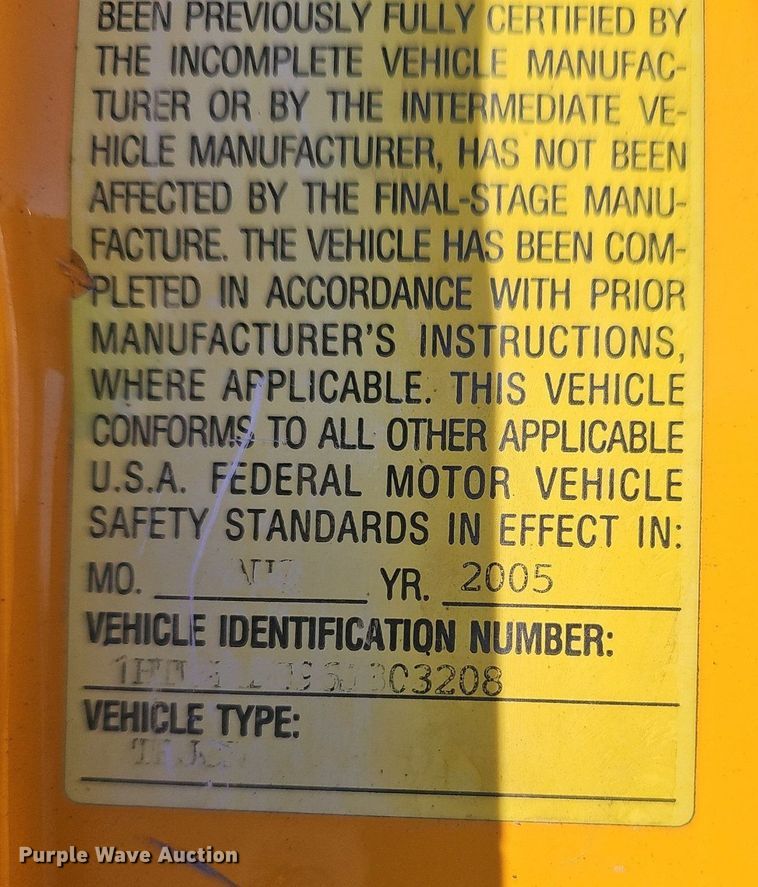 BEEN PREVIOUSLY FULLY CERTIFIED BY
THE INCOMPLETE VEHICLE MANUFAC-
TURER OR BY THE INTERMEDIATE VE-
HICLE MANUFACTURER, HAS NOT BEEN
AFFECTED BY THE FINAL-STAGE MANU-
FACTURE. THE VEHICLE HAS BEEN COM-
PLETED IN ACCORDANCE WITH PRIOR
MANUFACTURER'S INSTRUCTIONS,
WHERE APPLICABLE. THIS VEHICLE
CONFORMS TO ALL OTHER APPLICABLE
U.S.A. FEDERAL MOTOR VEHICLE
SAFETY STANDARDS IN EFFECT IN:
MO. YR. 2005
VEHICLE IDENTIFICATION NUMBER:
VEHICLE TYPE:
Purple Wave Auction